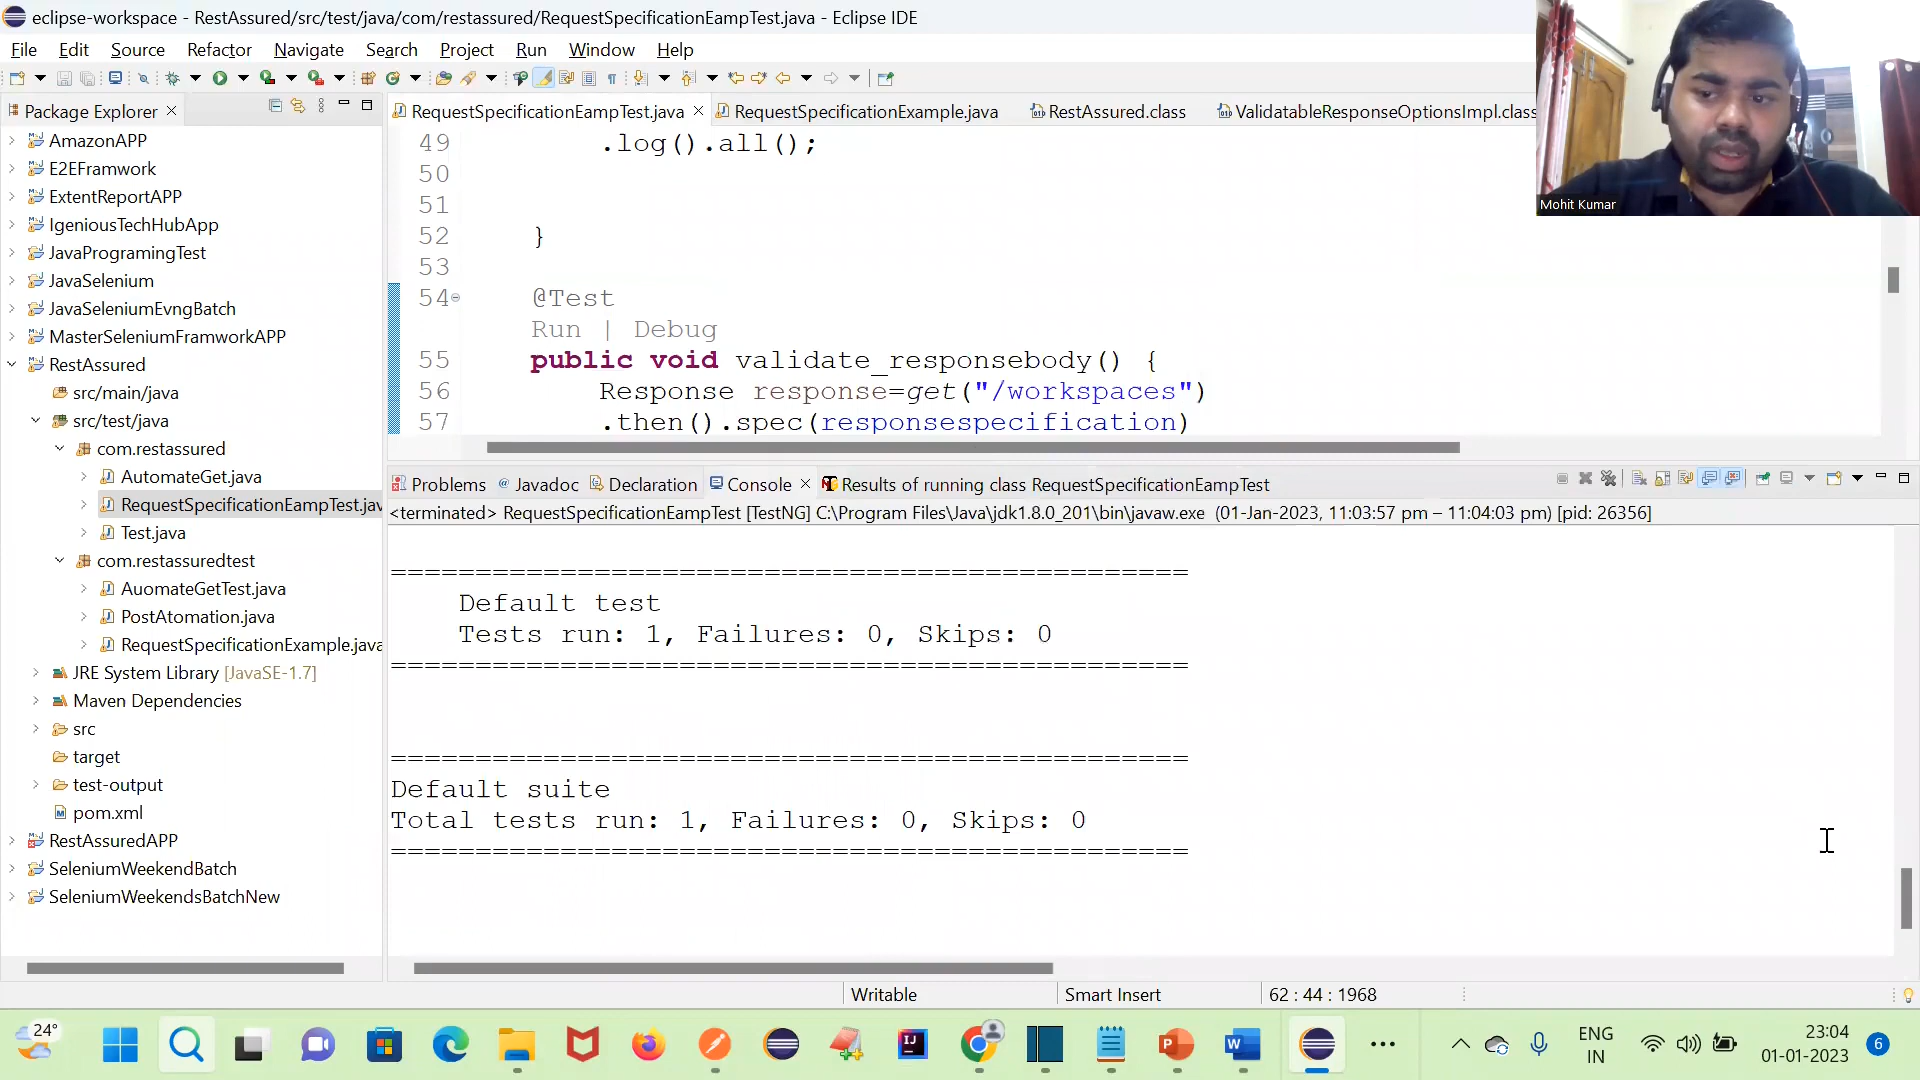 eclipse-workspace - RestAssured/src/test/java/com/restassured/RequestSpecificationEampTest.java - Eclipse IDE
File Edit Source Refactor Navigate Search Project Run Window Help
Package Explorer
AmazonAPP
E2EFramwork
ExtentReportAPP
IgeniousTechHubApp
JavaProgramingTest
JavaSelenium
JavaSeleniumEvngBatch
MasterSeleniumFramworkAPP
RestAssured
src/main/java
src/test/java
com.restassured
AutomateGet.java
RequestSpecificationEampTest.jav
Test.java
com.restassuredtest
AuomateGetTest.java
PostAtomation.java
RequestSpecificationExample.java
JRE System Library [JavaSE-1.7]
Maven Dependencies
src
target
test-output
pom.xml
RestAssuredAPP
SeleniumWeekendBatch
SeleniumWeekendsBatchNew
RequestSpecificationEampTest.java RequestSpecificationExample.java RestAssured.class ValidatableResponseOptionsImpl.class
49 .log().all();
50
51
52 }
53
54 @Test
Run | Debug
55 public void validate_responsebody() {
56 Response response=get("/workspaces")
57 .then().spec(responsespecification)
Mohit Kumar
Problems Javadoc Declaration Console Results of running class RequestSpecificationEampTest
<terminated> RequestSpecificationEampTest [TestNG] C:\Program Files\Java\jdk1.8.0_201\bin\javaw.exe (01-Jan-2023, 11:03:57 pm – 11:04:03 pm) [pid: 26356]
===============================================
Default test
Tests run: 1, Failures: 0, Skips: 0
===============================================
===============================================
Default suite
Total tests run: 1, Failures: 0, Skips: 0
===============================================
Writable Smart Insert 62 : 44 : 1968
24°
ENG
IN
23:04
01-01-2023
6